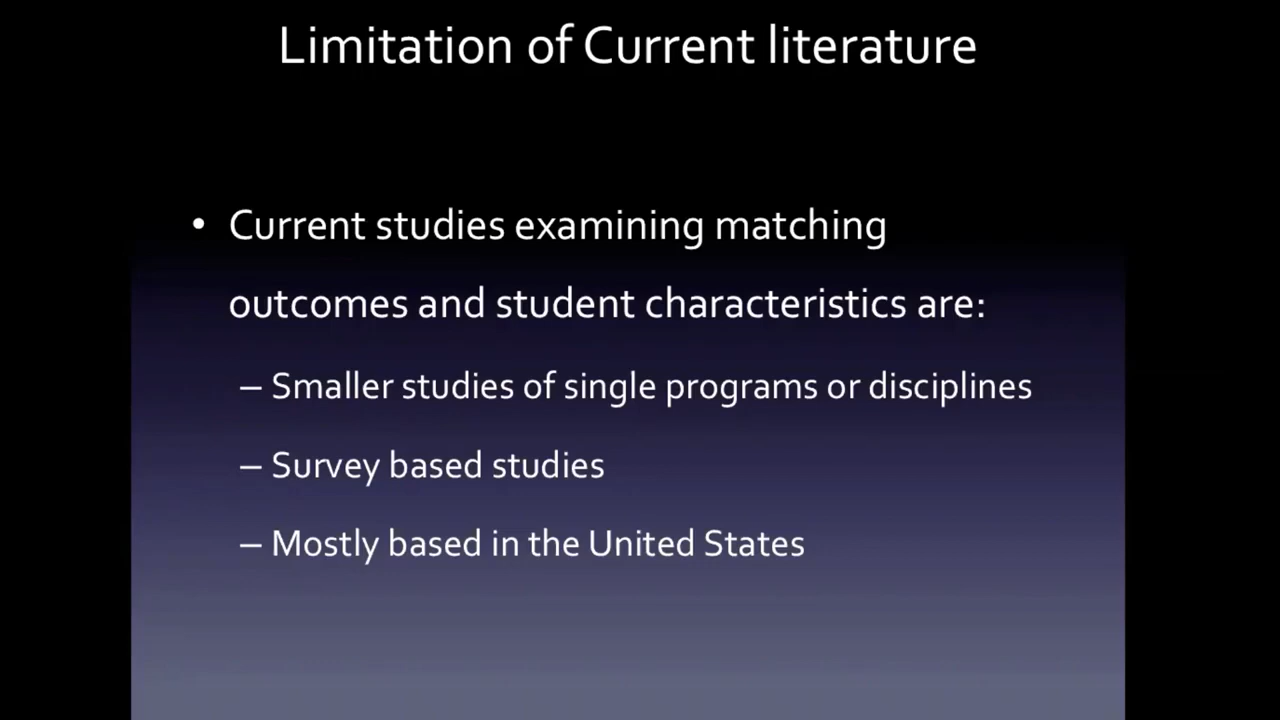 Limitation of Current literature
• Current studies examining matching
outcomes and student characteristics are:
– Smaller studies of single programs or disciplines
– Survey based studies
– Mostly based in the United States